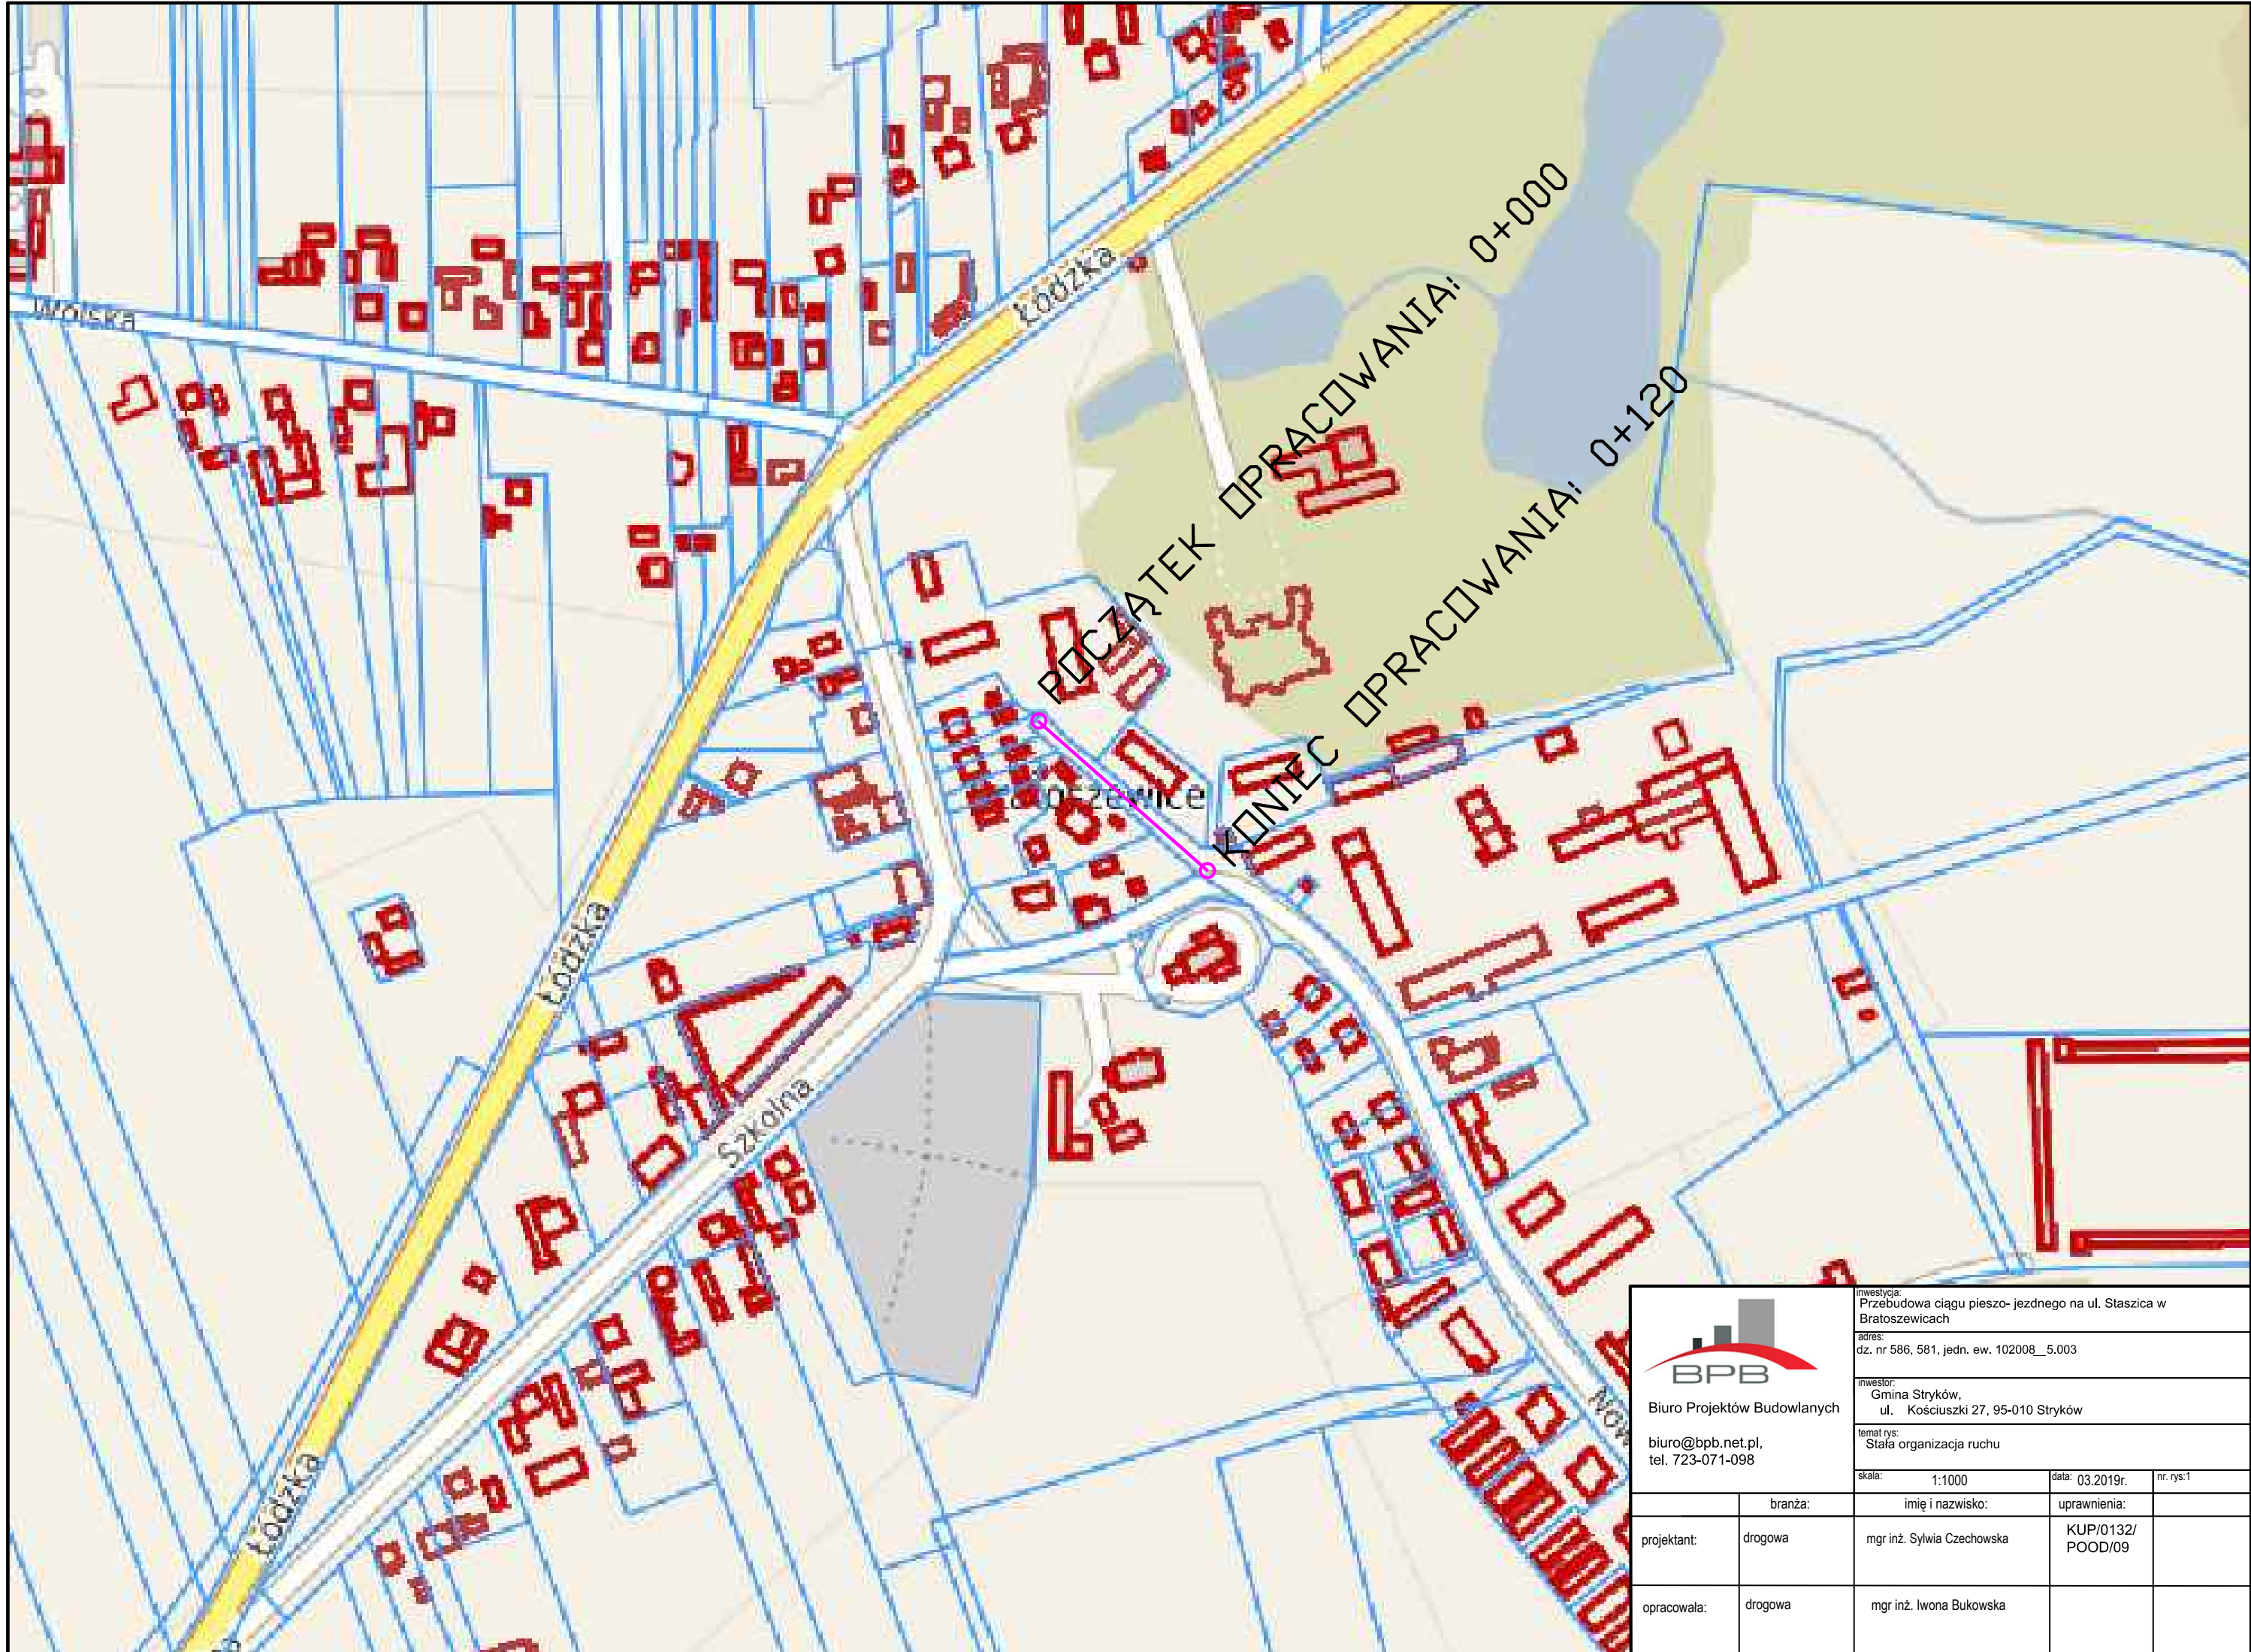 POCZĄTEK OPRACOWANIA: 0+000
KONIEC OPRACOWANIA: 0+120
Wolska
Łódzka
Łódzka
Łódzka
Szkolna
BPB
Biuro Projektów Budowlanych
biuro@bpb.net.pl,
tel. 723-071-098
inwestycja:
Przebudowa ciągu pieszo- jezdnego na ul. Staszica w
Bratoszewicach
adres:
dz. nr 586, 581, jedn. ew. 102008_5.003
inwestor:
Gmina Stryków,
ul. Kościuszki 27, 95-010 Stryków
temat rys:
Stała organizacja ruchu
skala: 1:1000 data: 03.2019r. nr. rys:1
branża: imię i nazwisko: uprawnienia:
projektant: drogowa mgr inż. Sylwia Czechowska KUP/0132/
POOD/09
opracowała: drogowa mgr inż. Iwona Bukowska